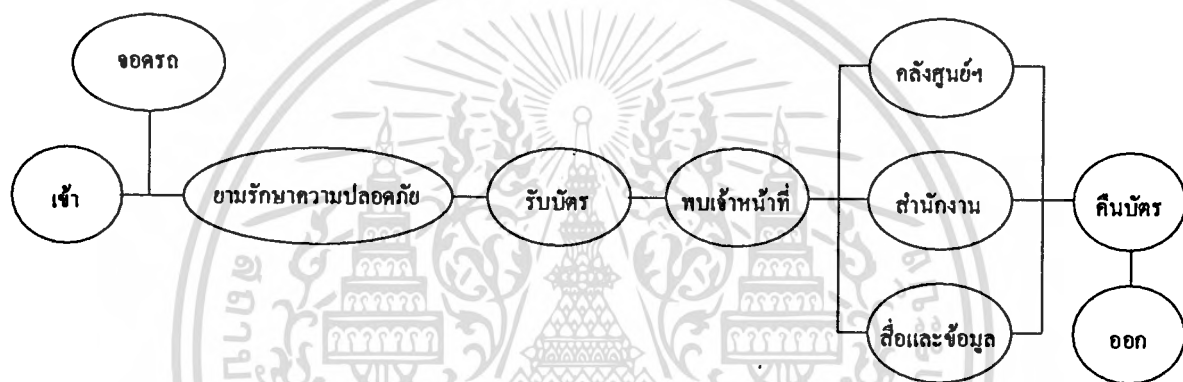 จอดรถ
เข้า
ยามรักษาความปลอดภัย
รับบัตร
พบเจ้าหน้าที่
คลังศูนย์ฯ
สำนักงาน
สื่อและข้อมูล
คืนบัตร
ออก